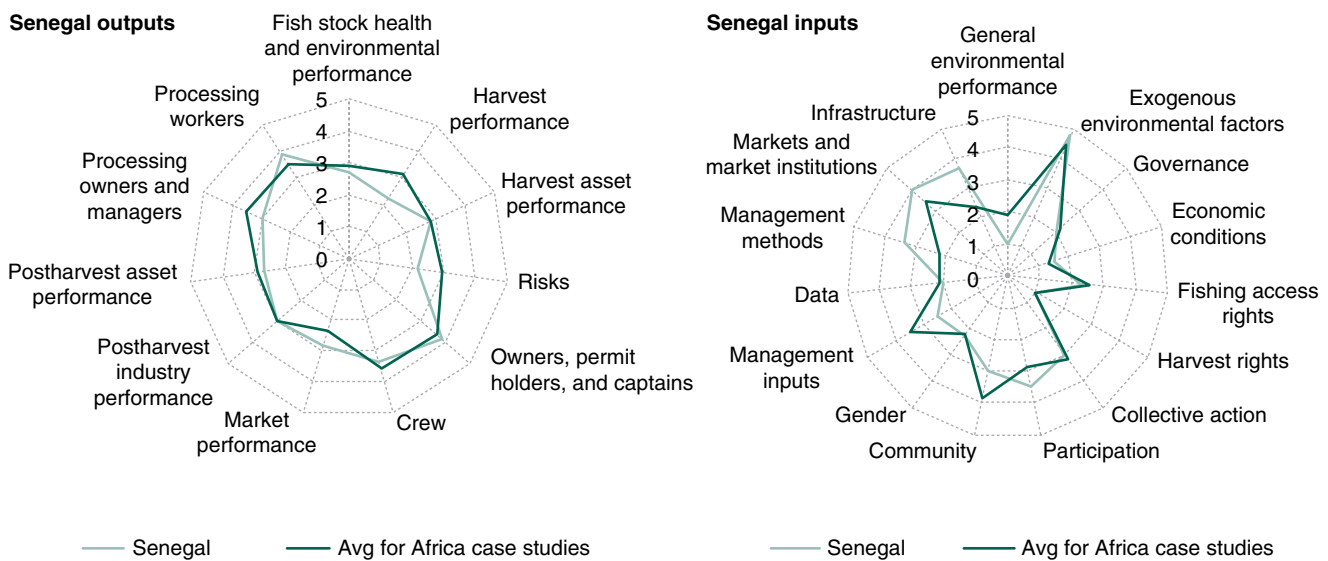 Senegal outputs
Fish stock health
and environmental
performance
Harvest
performance
Harvest asset
performance
Risks
Owners, permit
holders, and captains
Crew
Market
performance
Postharvest
industry
performance
Postharvest asset
performance
Processing
owners and
managers
Processing
workers
5
4
3
2
1
0
Senegal
Avg for Africa case studies
Senegal inputs
General
environmental
performance
Exogenous
environmental factors
Governance
Economic
conditions
Fishing access
rights
Harvest rights
Collective action
Participation
Community
Gender
Management
inputs
Data
Management
methods
Markets and
market institutions
Infrastructure
5
4
3
2
1
0
Senegal
Avg for Africa case studies